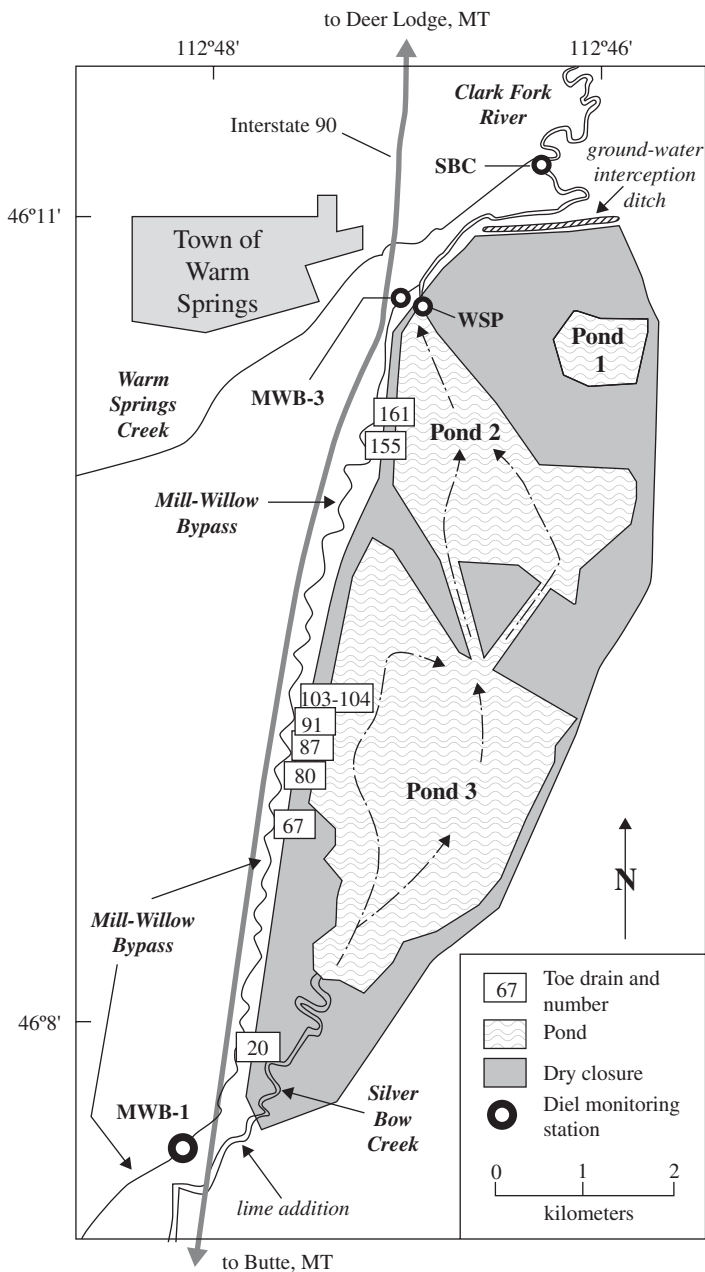 to Deer Lodge, MT
112º48'
112º46'
Clark Fork
River
Interstate 90
SBC
ground-water
interception
ditch
46º11'
Town of
Warm
Springs
WSP
Pond
1
Warm
Springs
Creek
MWB-3
161
Pond 2
155
Mill-Willow
Bypass
103-104
91
87
80
Pond 3
67
N
Mill-Willow
Bypass
46º8'
20
MWB-1
Silver
Bow
Creek
lime addition
to Butte, MT
67
Toe drain and
number
Pond
Dry closure
Diel monitoring
station
0 1 2
kilometers